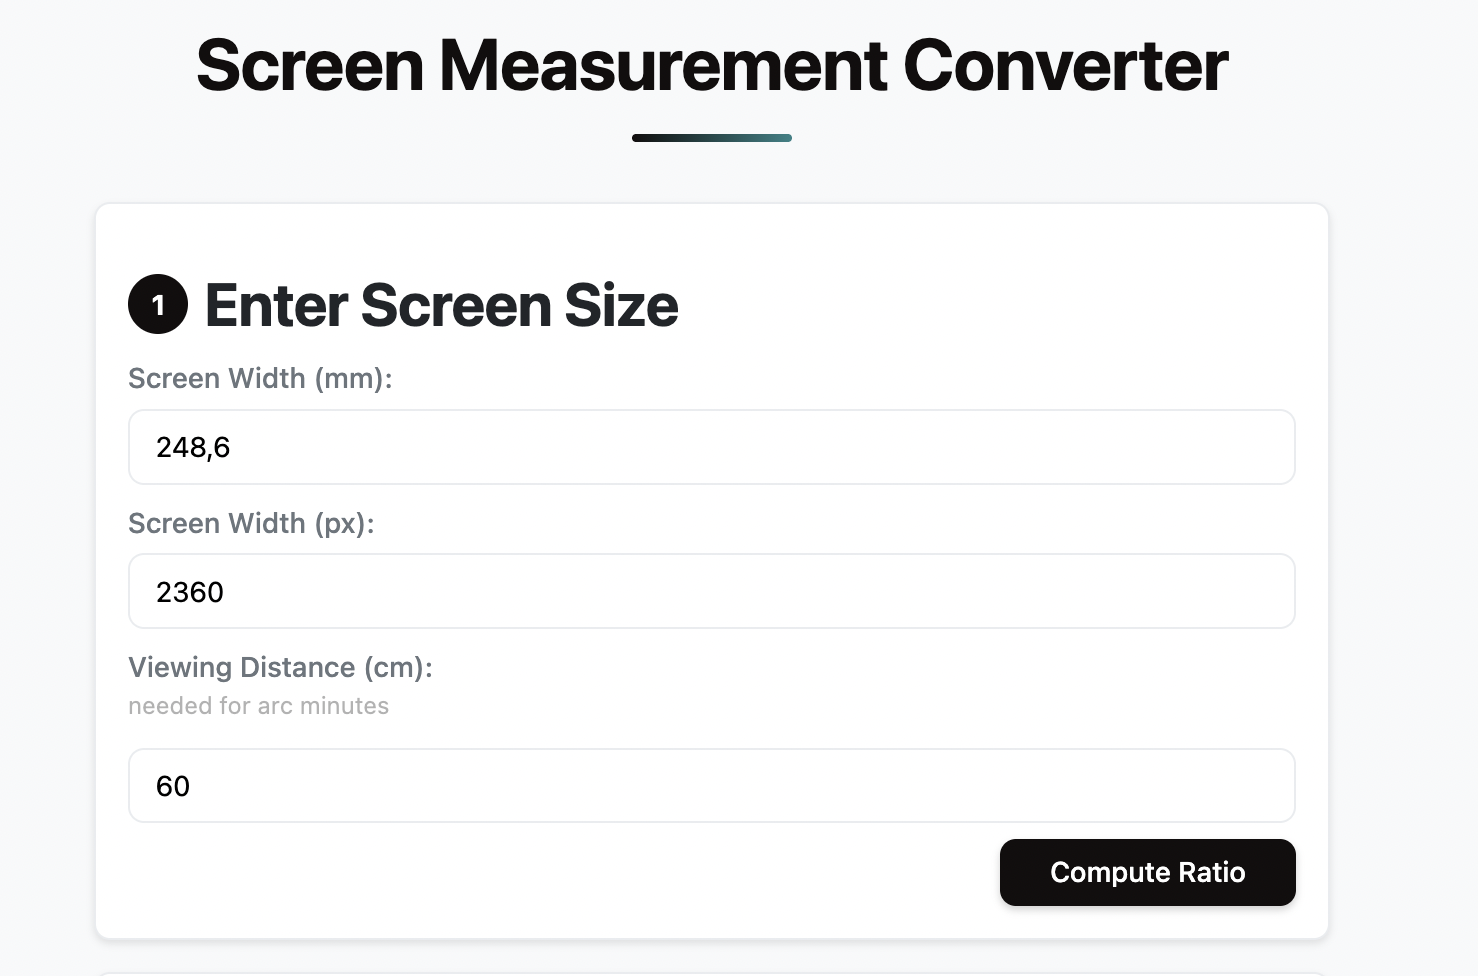 Screen Measurement Converter
1 Enter Screen Size
Screen Width (mm):
248,6
Screen Width (px):
2360
Viewing Distance (cm):
needed for arc minutes
60
Compute Ratio